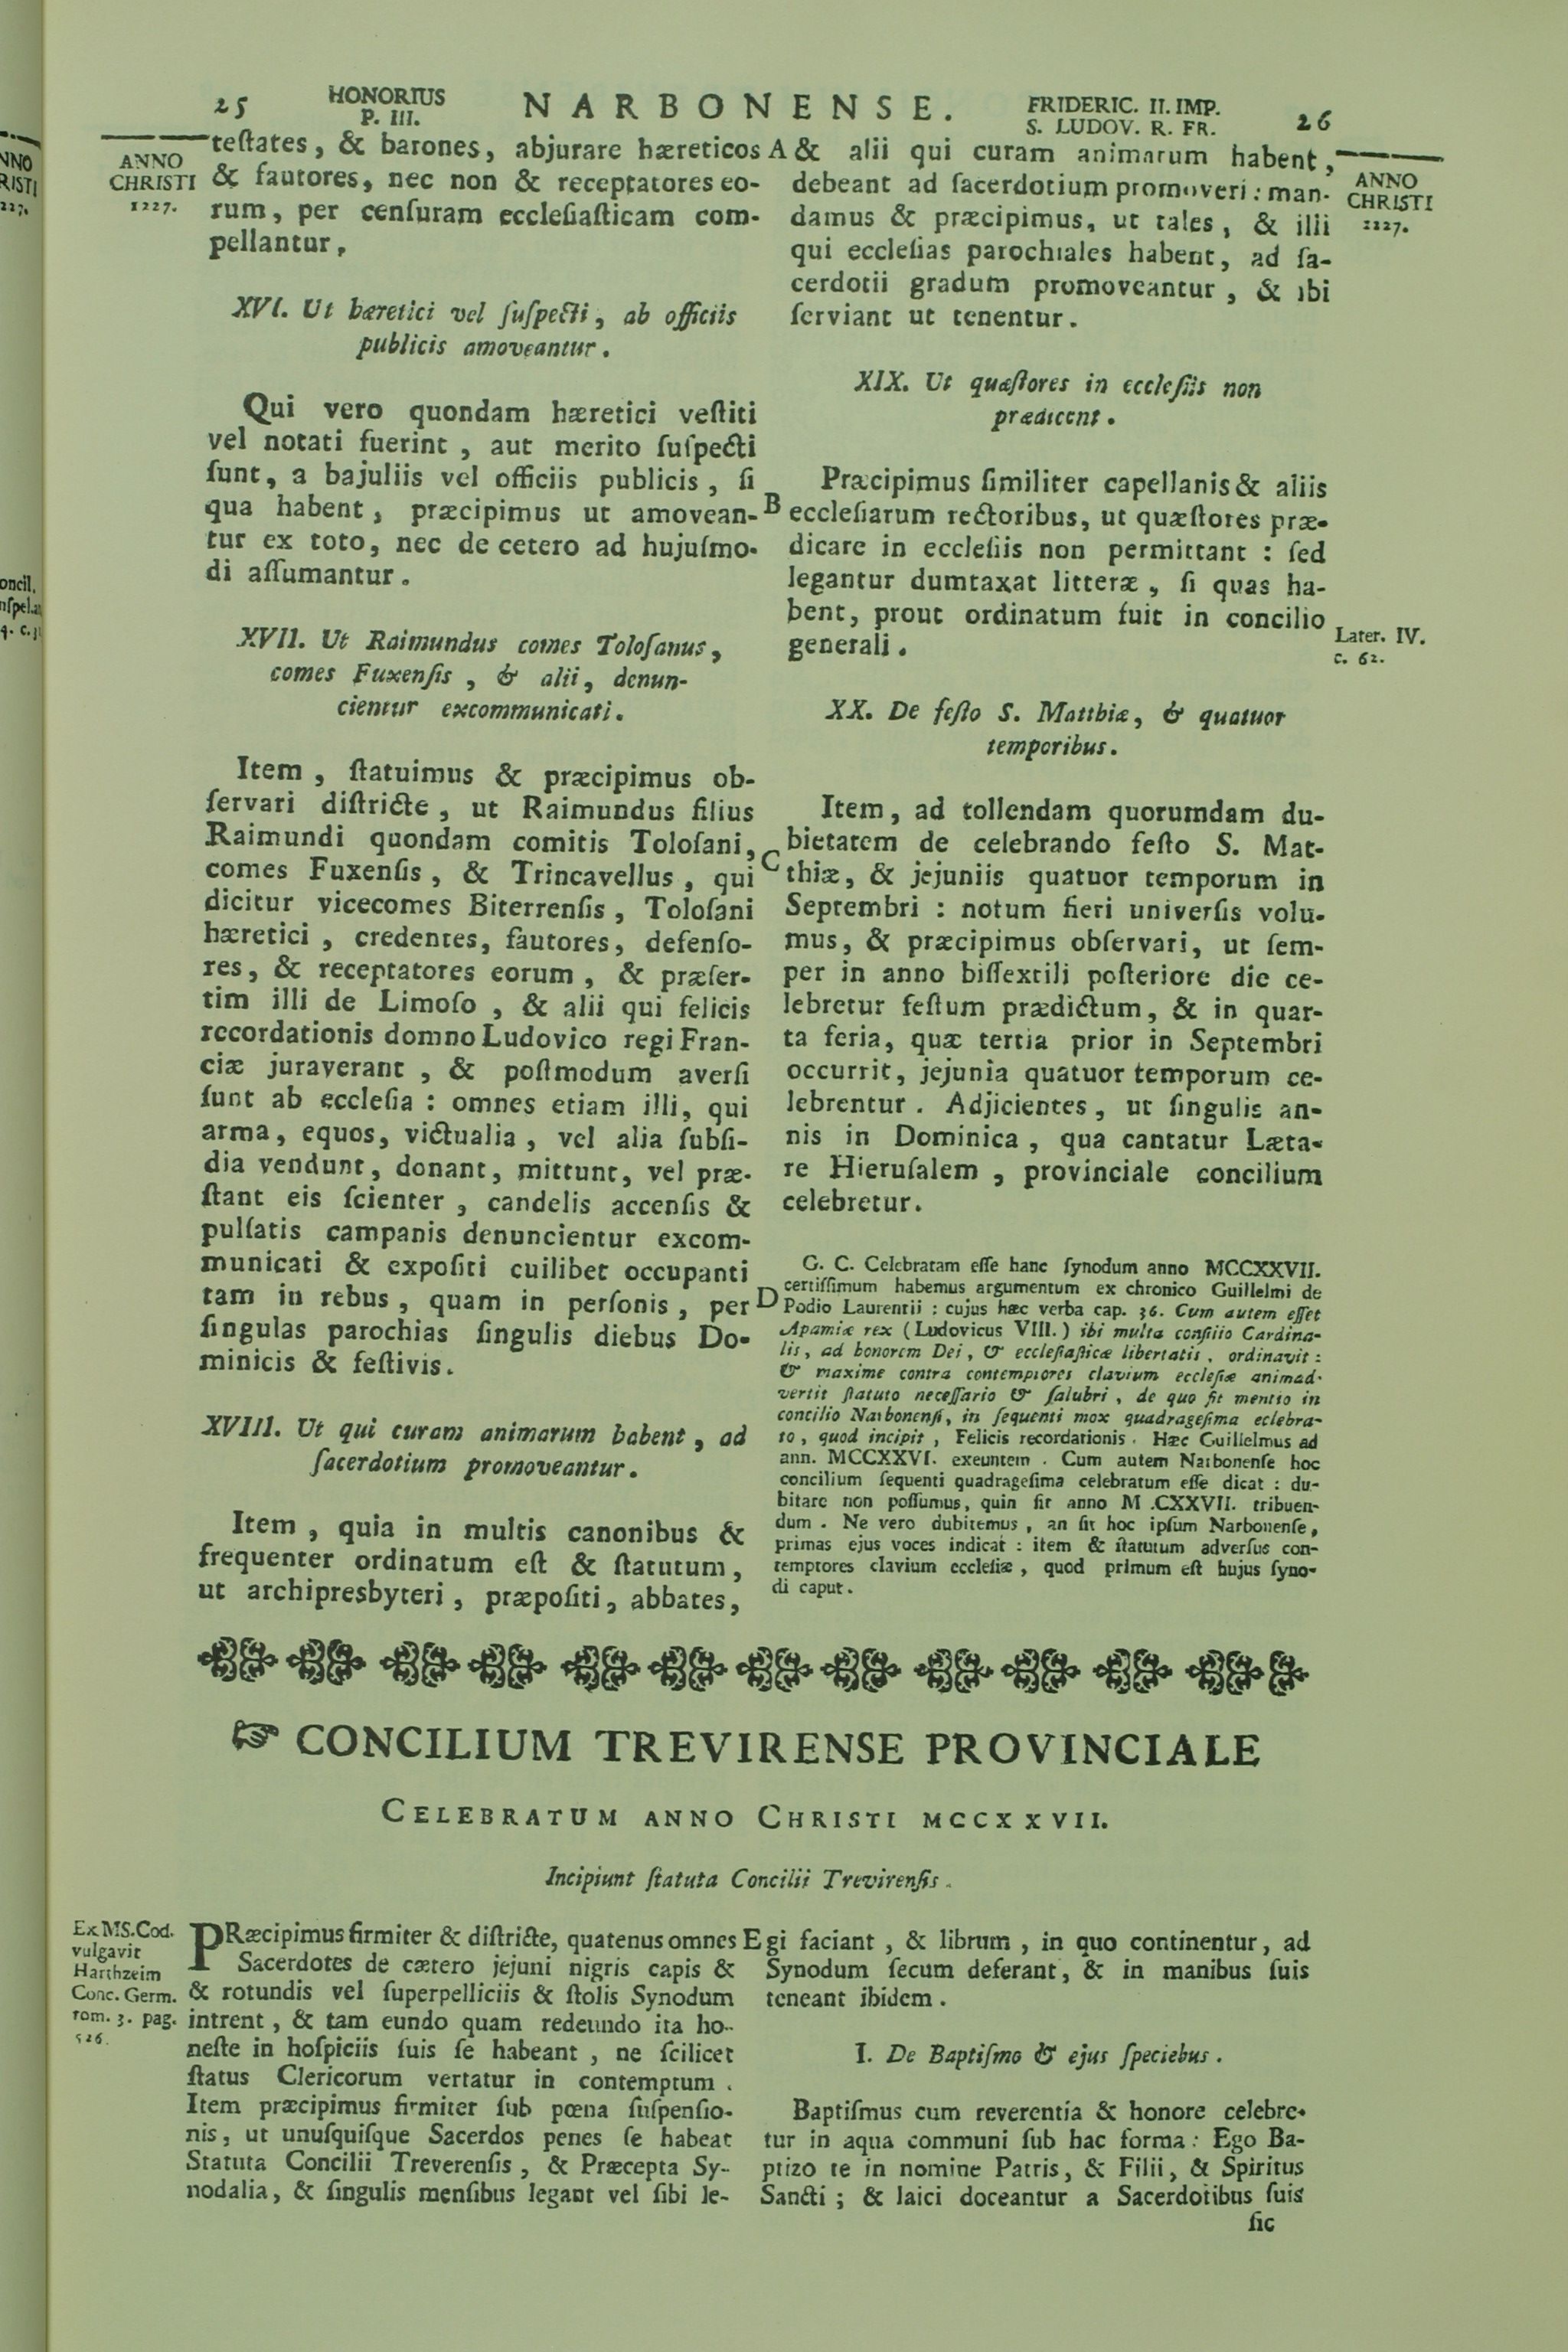 25
HONORIUS
P. III.
NARBONENSE.
FRIDERIC. II. IMP.
S. LUDOV. R. FR.
26
ANNO
CHRISTI
1227.
teſtates, & barones, abjurare hæreticos
& fautores, nec non & receptatores eo-
rum, per cenſuram eccleſiaſticam com-
pellantur,
XVI. Ut hæretici vel ſuſpecti, ab officiis
publicis amoveantur.
Qui vero quondam hæretici veſtiti
vel notati fuerint, aut merito ſuſpecti
ſunt, a bajuliis vel officiis publicis, ſi
qua habent, præcipimus ut amovean-
tur ex toto, nec de cetero ad hujuſmo-
di aſſumantur.
XVII. Ut Raimundus comes Toloſanus,
comes Fuxenſis, & alii, denun-
cientur excommunicati.
Item, ſtatuimus & præcipimus ob-
ſervari diſtricte, ut Raimundus filius
Raimundi quondam comitis Toloſani,
comes Fuxenſis, & Trincavellus, qui
dicitur vicecomes Biterrenſis, Toloſani
hæretici, credentes, fautores, defenſo-
res, & receptatores eorum, & præſer-
tim illi de Limoſo, & alii qui felicis
recordationis domno Ludovico regi Fran-
ciæ juraverant, & poſtmodum averſi
ſunt ab eccleſia: omnes etiam illi, qui
arma, equos, victualia, vel alia ſubſi-
dia vendunt, donant, mittunt, vel præ-
ſtant eis ſcienter, candelis accenſis &
pulſatis campanis denuncientur excom-
municati & expoſiti cuilibet occupanti
tam in rebus, quam in perſonis, per
ſingulas parochias ſingulis diebus Do-
minicis & feſtivis.
XVIII. Ut qui curam animarum habent, ad
ſacerdotium promoveantur.
Item, quia in multis canonibus &
frequenter ordinatum eſt & ſtatutum,
ut archipresbyteri, præpoſiti, abbates,
A
B
C
D
& alii qui curam animarum habent,
debeant ad ſacerdotium promoveri: man-
damus & præcipimus, ut tales, & illi
qui eccleſias parochiales habent, ad ſa-
cerdotii gradum promoveantur, & ibi
ſerviant ut tenentur.
ANNO
CHRISTI
1227.
XIX. Ut quæſtores in eccleſiis non
prædicent.
Præcipimus ſimiliter capellanis & aliis
eccleſiarum rectoribus, ut quæſtores præ-
dicare in eccleſiis non permittant: ſed
legantur dumtaxat litteræ, ſi quas ha-
bent, prout ordinatum fuit in concilio
generali.
Later. IV.
c. 62.
XX. De feſto S. Matthiæ, & quatuor
temporibus.
Item, ad tollendam quorumdam du-
bietatem de celebrando feſto S. Mat-
thiæ, & jejuniis quatuor temporum in
Septembri: notum fieri univerſis volu-
mus, & præcipimus obſervari, ut ſem-
per in anno biſſextili poſteriore die ce-
lebretur feſtum prædictum, & in quar-
ta feria, quæ tertia prior in Septembri
occurrit, jejunia quatuor temporum ce-
lebrentur. Adjicientes, ut ſingulis an-
nis in Dominica, qua cantatur Læta-
re Hieruſalem, provinciale concilium
celebretur.
G. C. Celebratam eſſe hanc ſynodum anno MCCXXVII.
certiſſimum habemus argumentum ex chronico Guillelmi de
Podio Laurentii: cujus hæc verba cap. 36. Cum autem eſſet
Apamiæ rex (Ludovicus VIII.) ibi multa conſilio Cardina-
lis, ad honorem Dei, & eccleſiaſticæ libertatis, ordinavit:
& maxime contra contemptores clavium eccleſiæ animad-
vertit ſtatuto neceſſario & ſalubri, de quo fit mentio in
concilio Narbonenſi, in ſequenti mox quadrageſima celebra-
to, quod incipit, Felicis recordationis. Hæc Guillelmus ad
ann. MCCXXVI. exeuntem. Cum autem Narbonenſe hoc
concilium ſequenti quadrageſima celebratum eſſe dicat: du-
bitare non poſſumus, quin ſit anno M.CXXVII. tribuen-
dum. Ne vero dubitemus, an ſit hoc ipſum Narbonenſe,
primas ejus voces indicat: item & ſtatutum adverſus con-
temptores clavium eccleſiæ, quod primum eſt hujus ſyno-
di caput.
☞ CONCILIUM TREVIRENSE PROVINCIALE
CELEBRATUM ANNO CHRISTI MCCXXVII.
Incipiunt ſtatuta Concilii Trevirenſis.
Ex MS. Cod.
vulgavit
Harthzeim
Conc. Germ.
tom. 3. pag.
526.
PRæcipimus firmiter & diſtricte, quatenus omnes
Sacerdotes de cætero jejuni nigris capis &
& rotundis vel ſuperpelliciis & ſtolis Synodum
intrent, & tam eundo quam redeundo ita ho-
neſte in hoſpiciis ſuis ſe habeant, ne ſcilicet
ſtatus Clericorum vertatur in contemptum.
Item præcipimus firmiter ſub pœna ſuſpenſio-
nis, ut unuſquiſque Sacerdos penes ſe habeat
Statuta Concilii Treverenſis, & Præcepta Sy-
nodalia, & ſingulis menſibus legant vel ſibi le-
E
gi faciant, & librum, in quo continentur, ad
Synodum ſecum deferant, & in manibus ſuis
teneant ibidem.
I. De Baptiſmo & ejus ſpeciebus.
Baptiſmus cum reverentia & honore celebre-
tur in aqua communi ſub hac forma: Ego Ba-
ptizo te in nomine Patris, & Filii, & Spiritus
Sancti; & laici doceantur a Sacerdotibus ſuis
ſic
NNO
RISTI
227.
oncil.